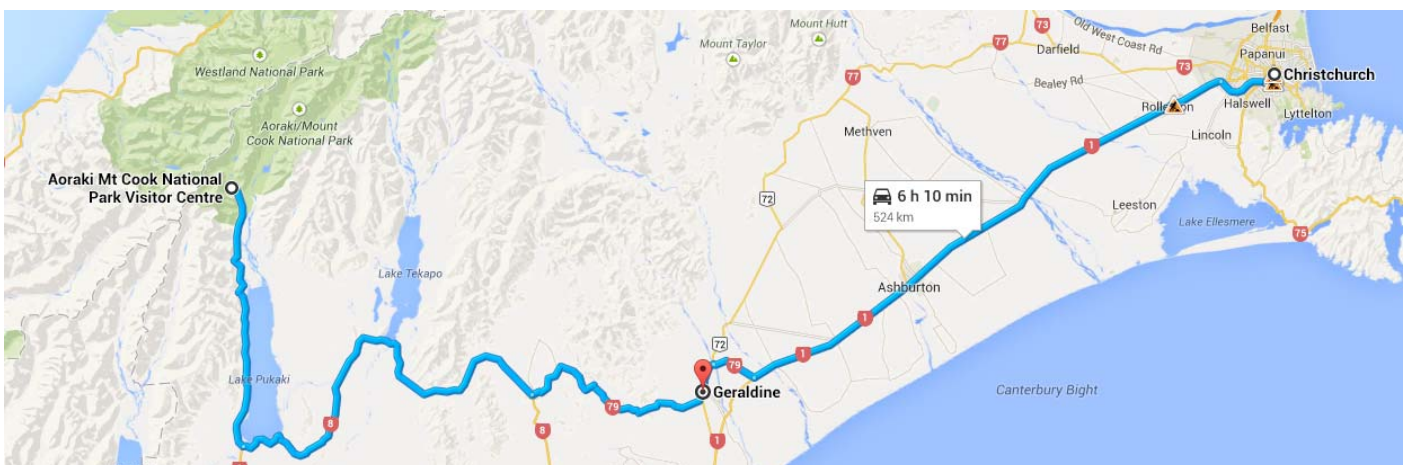 Mount Hutt
Mount Taylor
73
77
Old West Coast Rd
Belfast
Darfield
Papanui
73
Christchurch
Westland National Park
77
Bealey Rd
Halswell
Rolleston
Lyttelton
Aoraki/Mount
Cook National Park
Methven
Lincoln
1
Aoraki Mt Cook National
Park Visitor Centre
6 h 10 min
524 km
72
Leeston
Lake Ellesmere
75
Lake Tekapo
Ashburton
1
72
1
79
Lake Pukaki
Geraldine
Canterbury Bight
79
8
8
1